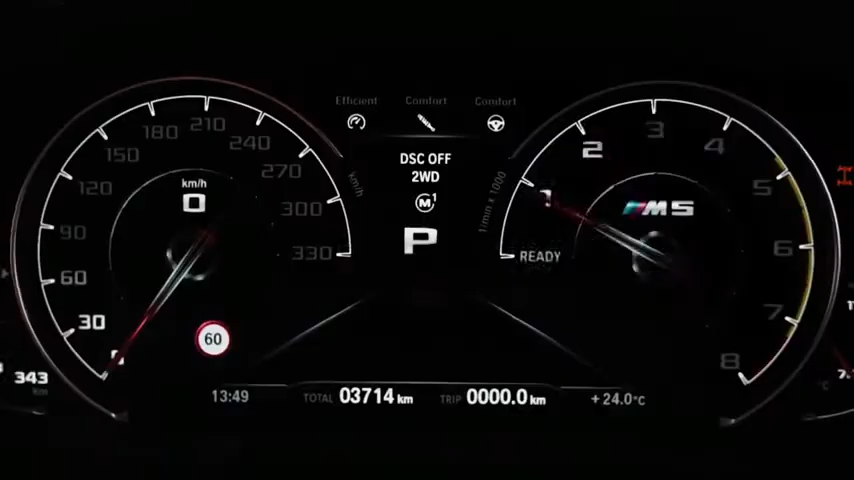 Efficient Comfort Comfort
DSC OFF
2WD
M1
P
km/h
0
0
30
60
90
120
150
180
210
240
270
300
330
km/h
60
1/min x 1000
READY
1
2
3
4
5
6
7
8
M5
343
km
13:49 TOTAL 03714 km TRIP 0000.0 km +24.0°C
°C